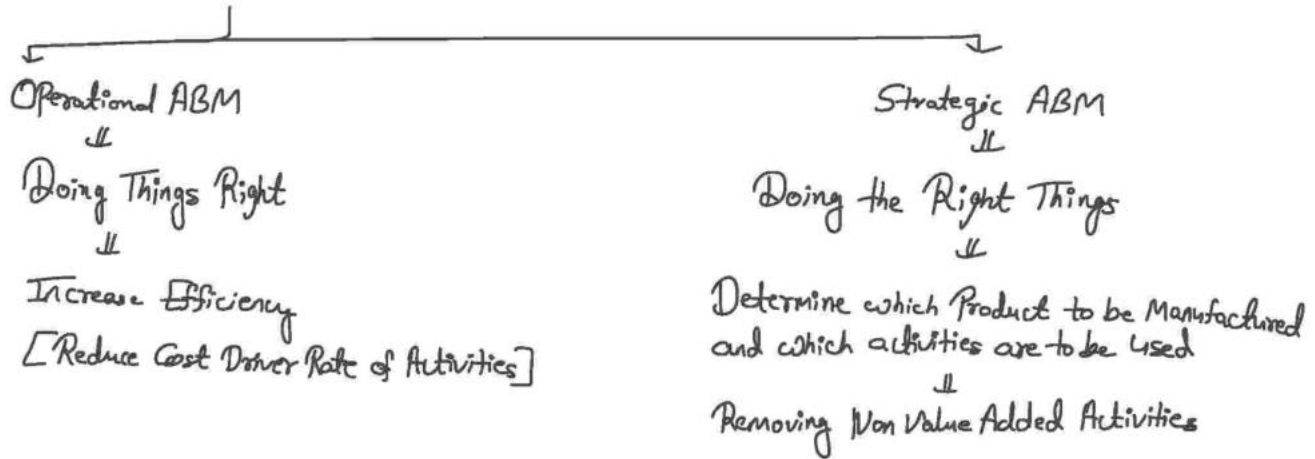 Operational ABM
Doing Things Right
Increase Efficiency
[Reduce Cost Driver Rate of Activities]
Strategic ABM
Doing the Right Things
Determine which Product to be Manufactured
and which activities are to be used
Removing Non Value Added Activities